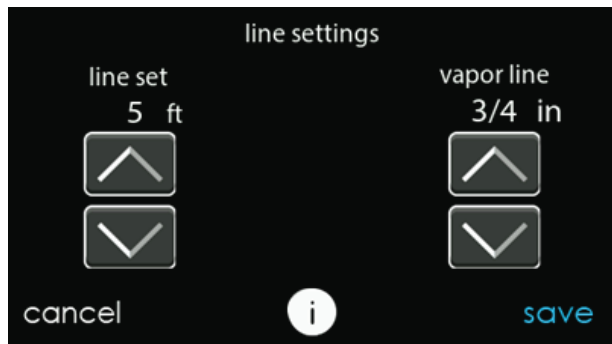 line settings
line set vapor line
5 ft 3/4 in
cancel i save